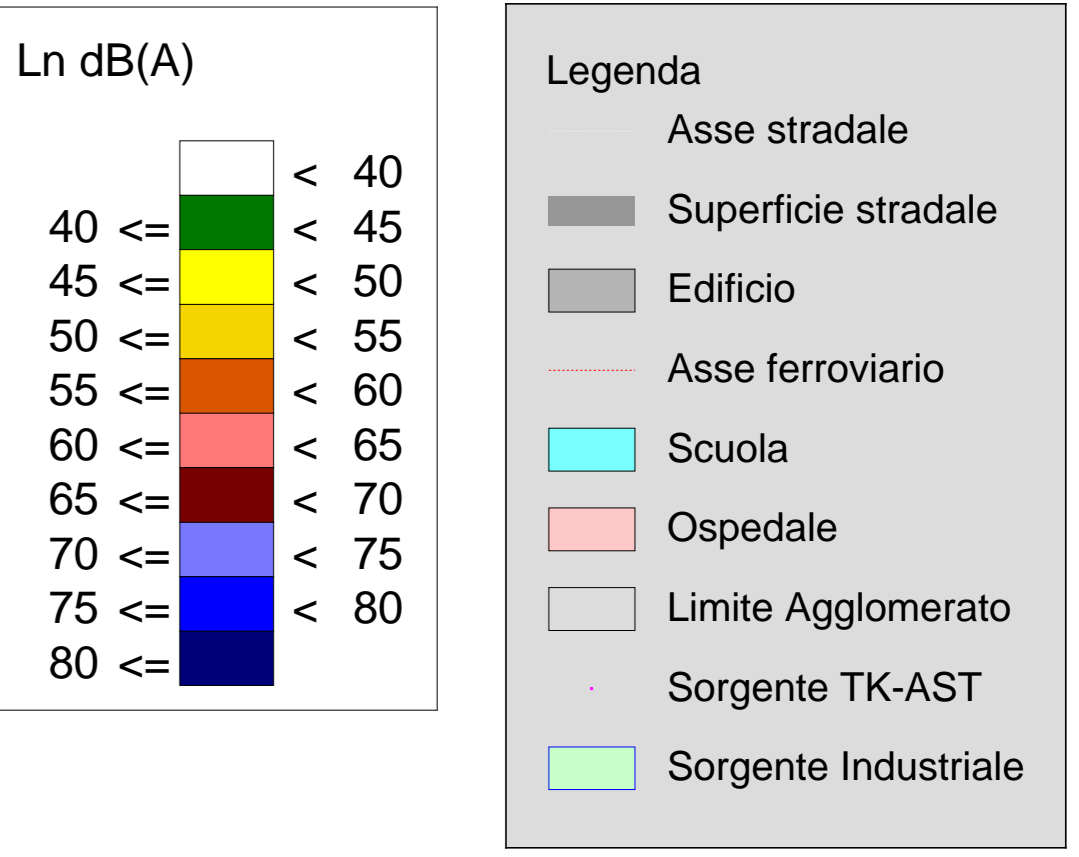 Ln dB(A)
< 40
40 <= < 45
45 <= < 50
50 <= < 55
55 <= < 60
60 <= < 65
65 <= < 70
70 <= < 75
75 <= < 80
80 <=
Legenda
Asse stradale
Superficie stradale
Edificio
Asse ferroviario
Scuola
Ospedale
Limite Agglomerato
Sorgente TK-AST
Sorgente Industriale